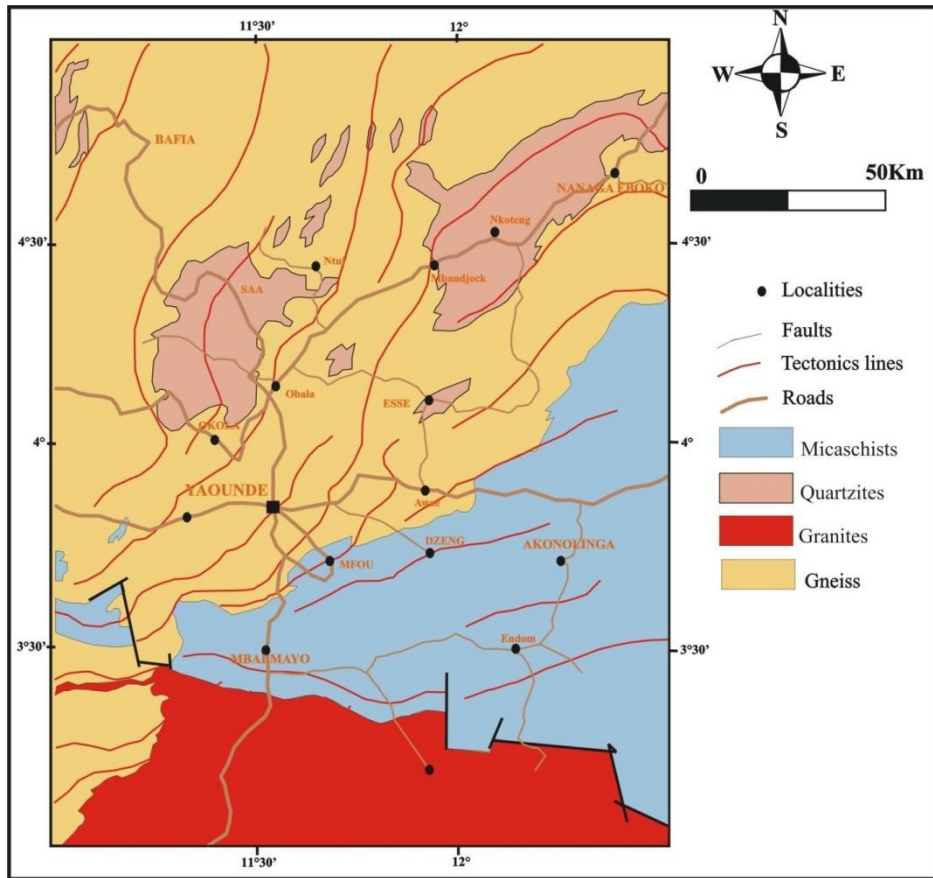 11°30’
12°
N
W
E
S
BAFIA
0
50Km
NANAGA EBOKO
Nkoteng
4°30’
4°30’
Ntui
Mbandjock
SAA
Localities
Faults
Tectonics lines
Obala
ESSE
Roads
OKOLA
4°
4°
Micaschists
YAOUNDE
Quartzites
Awae
Granites
DZENG
AKONOLINGA
MFOU
Gneiss
3°30’
Endom
3°30’
MBALMAYO
11°30’
12°